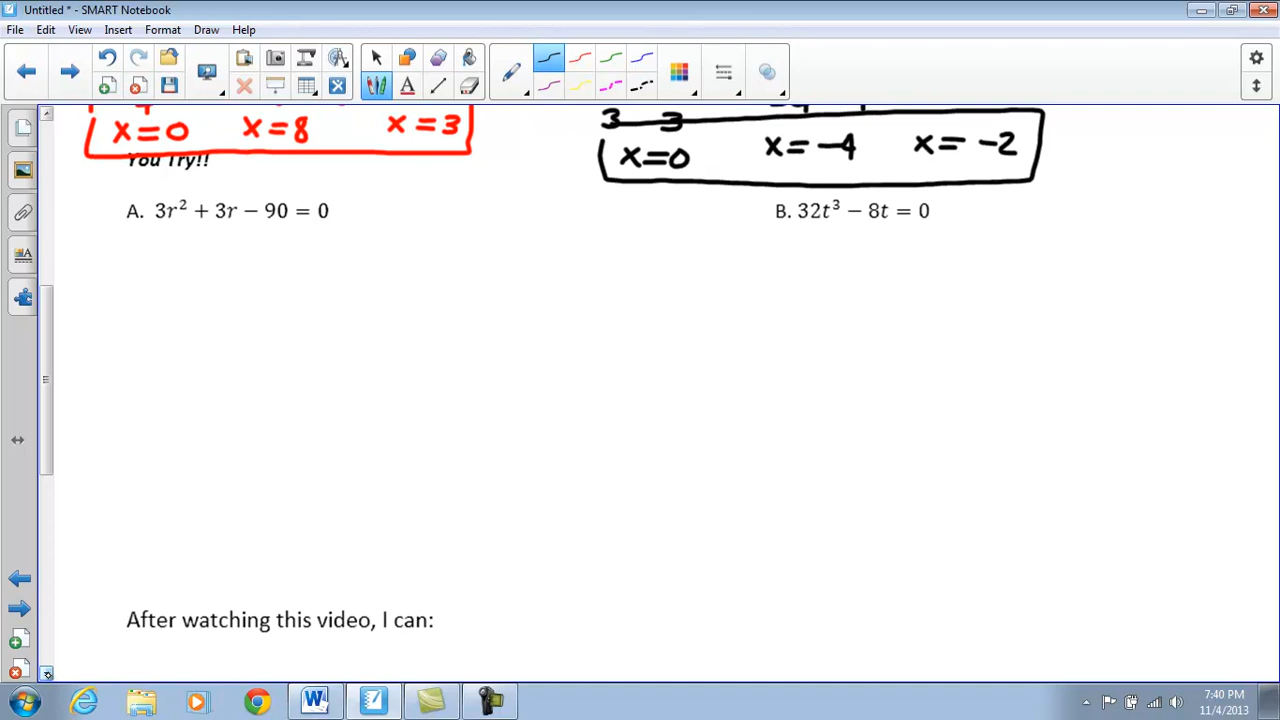 Untitled * - SMART Notebook
File Edit View Insert Format Draw Help
x=0 x=8 x=3
3 3
x=0 x=-4 x=-2
You Try!!
A. 3r² + 3r − 90 = 0
B. 32t³ − 8t = 0
After watching this video, I can:
7:40 PM
11/4/2013